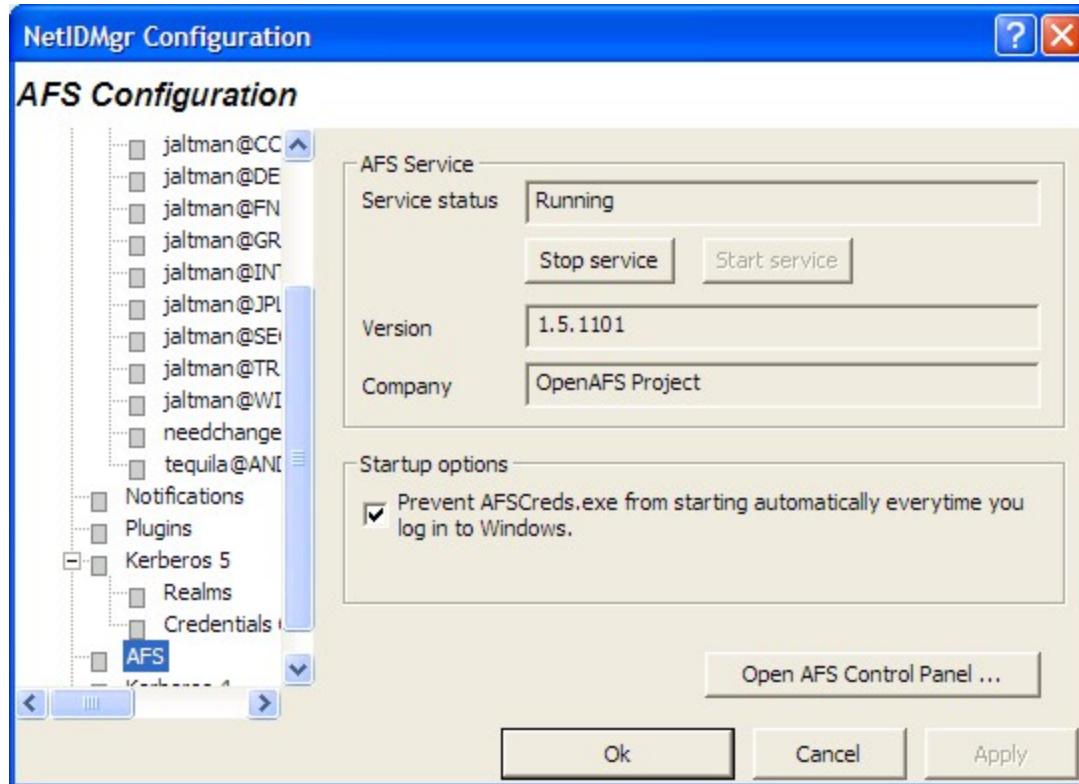 NetIDMgr Configuration
AFS Configuration
jaltman@CC
jaltman@DE
jaltman@FN
jaltman@GR
jaltman@IN
jaltman@JPL
jaltman@SE
jaltman@TR
jaltman@WI
needchange
tequila@AND
Notifications
Plugins
Kerberos 5
Realms
Credentials
AFS
AFS Service
Service status
Running
Stop service
Start service
Version
1.5.1101
Company
OpenAFS Project
Startup options
Prevent AFSCreds.exe from starting automatically everytime you
log in to Windows.
Open AFS Control Panel ...
Ok
Cancel
Apply